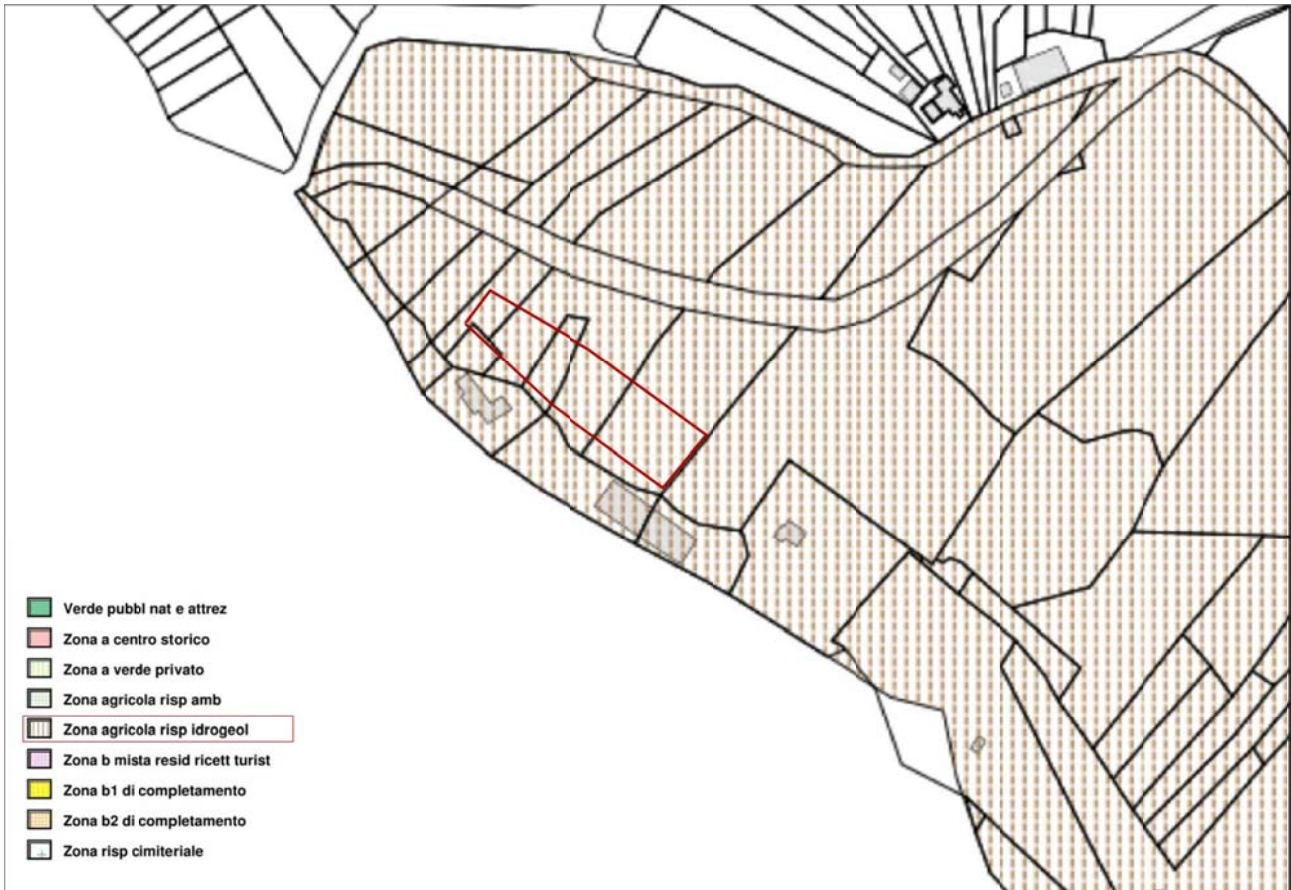 Verde pubbl nat e attrez
Zona a centro storico
Zona a verde privato
Zona agricola risp amb
Zona agricola risp idrogeol
Zona b mista resid ricett turist
Zona b1 di completamento
Zona b2 di completamento
Zona risp cimiteriale